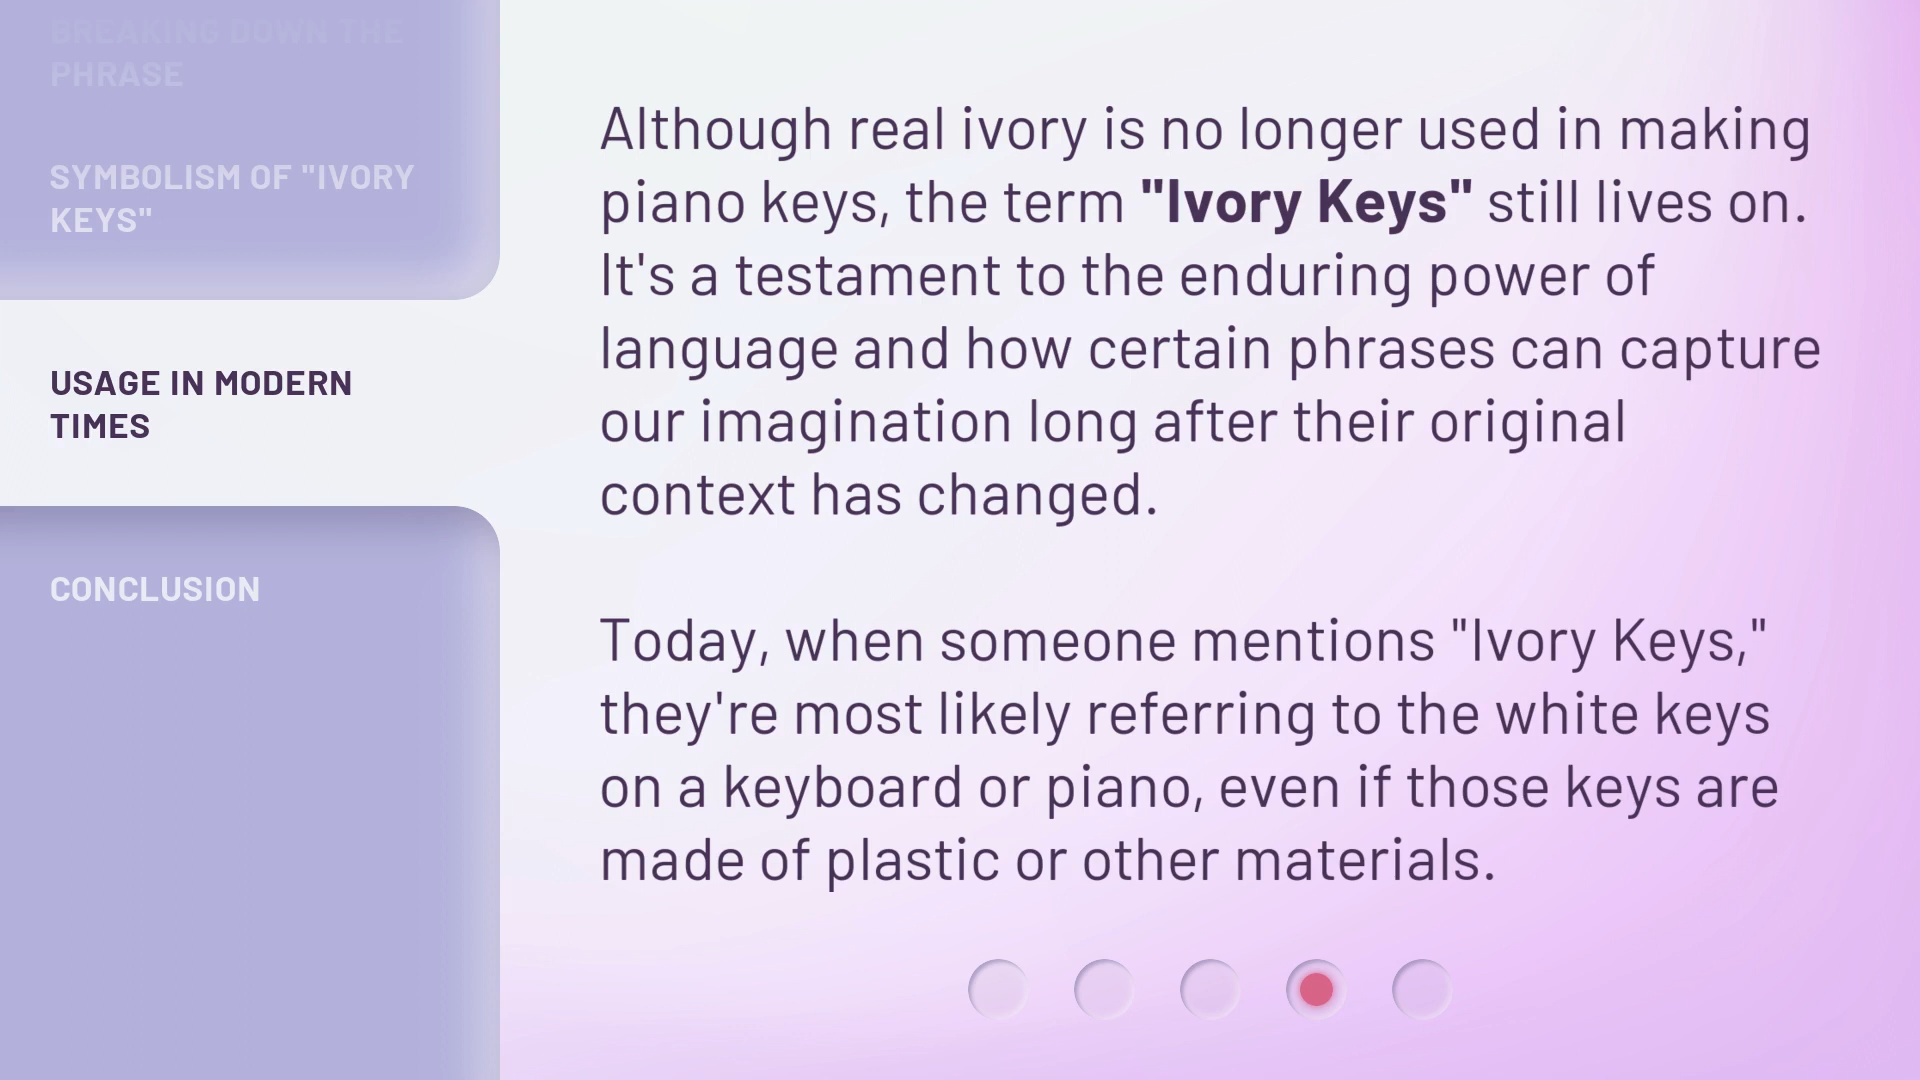 BREAKING DOWN THE
PHRASE
SYMBOLISM OF "IVORY
KEYS"
USAGE IN MODERN
TIMES
CONCLUSION
Although real ivory is no longer used in making
piano keys, the term "Ivory Keys" still lives on.
It's a testament to the enduring power of
language and how certain phrases can capture
our imagination long after their original
context has changed.
Today, when someone mentions "Ivory Keys,"
they're most likely referring to the white keys
on a keyboard or piano, even if those keys are
made of plastic or other materials.